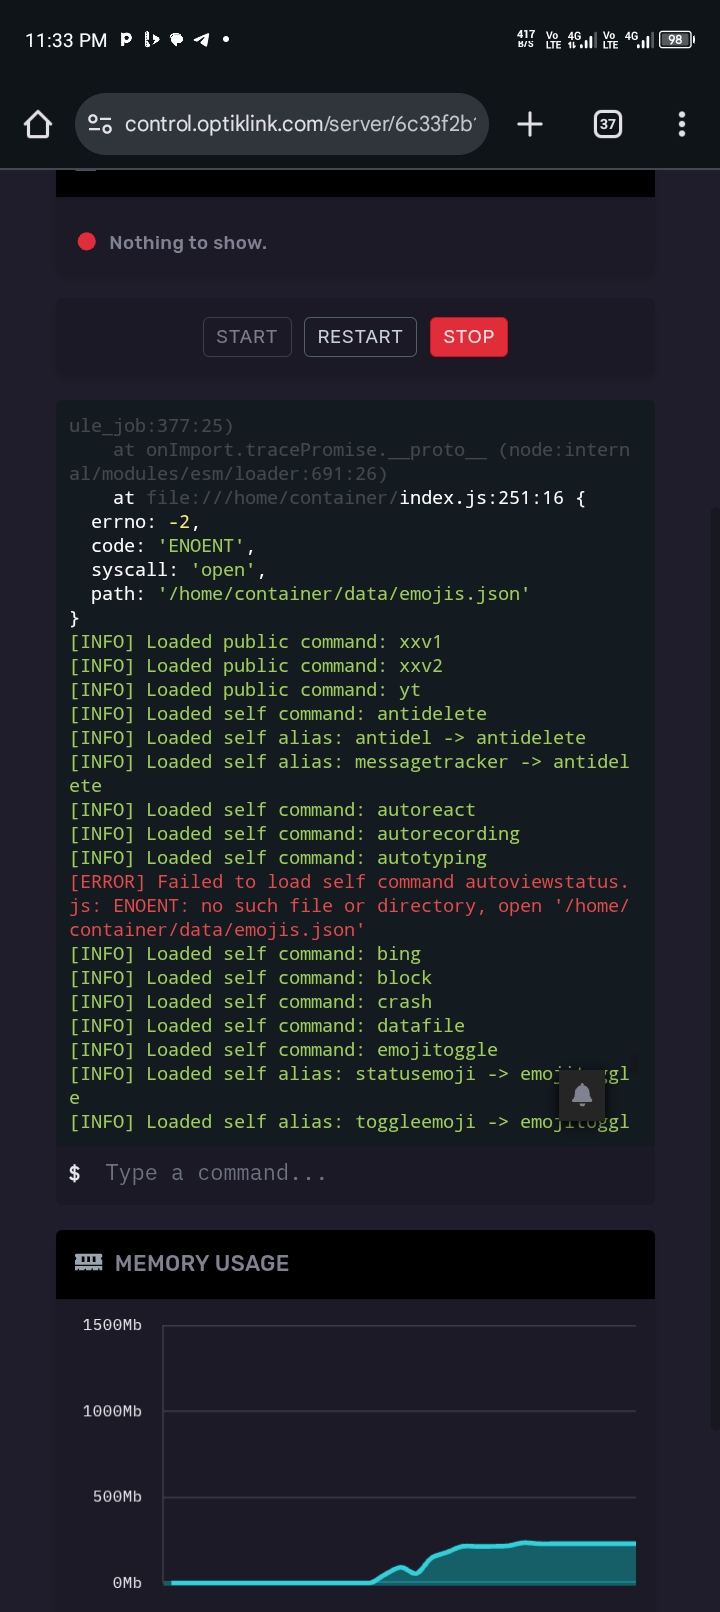 11:33 PM
417 B/S Vo LTE 4G Vo LTE 4G 98
control.optiklink.com/server/6c33f2b
37
Nothing to show.
START RESTART STOP
ule_job:377:25)
    at onImport.tracePromise.__proto__ (node:intern
al/modules/esm/loader:691:26)
    at file:///home/container/index.js:251:16 {
  errno: -2,
  code: 'ENOENT',
  syscall: 'open',
  path: '/home/container/data/emojis.json'
}
[INFO] Loaded public command: xxv1
[INFO] Loaded public command: xxv2
[INFO] Loaded public command: yt
[INFO] Loaded self command: antidelete
[INFO] Loaded self alias: antidel -> antidelete
[INFO] Loaded self alias: messagetracker -> antidel
ete
[INFO] Loaded self command: autoreact
[INFO] Loaded self command: autorecording
[INFO] Loaded self command: autotyping
[ERROR] Failed to load self command autoviewstatus.
js: ENOENT: no such file or directory, open '/home/
container/data/emojis.json'
[INFO] Loaded self command: bing
[INFO] Loaded self command: block
[INFO] Loaded self command: crash
[INFO] Loaded self command: datafile
[INFO] Loaded self command: emojitoggle
[INFO] Loaded self alias: statusemoji -> emojitoggl
e
[INFO] Loaded self alias: toggleemoji -> emojitoggl
$ Type a command...
MEMORY USAGE
1500Mb
1000Mb
500Mb
0Mb